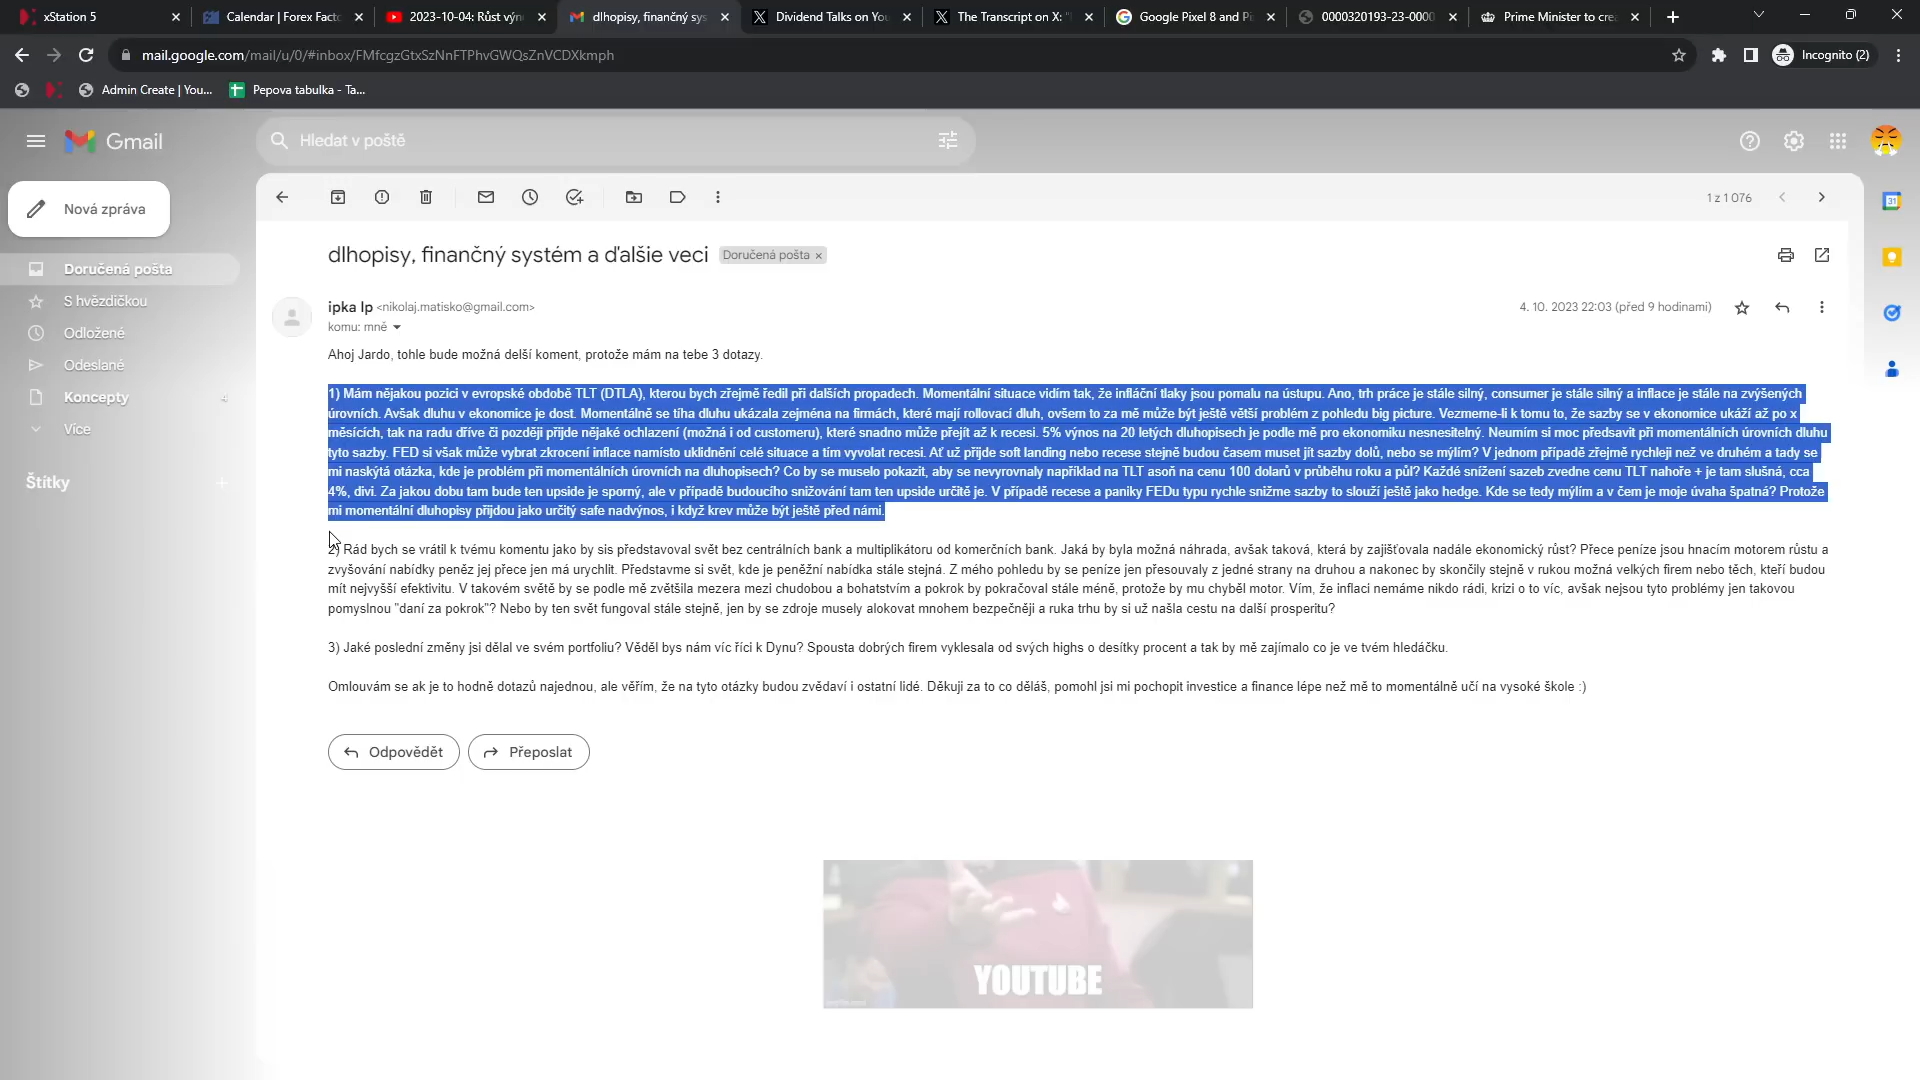 xStation 5
Calendar | Forex Facto
2023-10-04: Růst výn
dlhopisy, finančný sys
Dividend Talks on You
The Transcript on X: "
Google Pixel 8 and Pi
0000320193-23-0000
Prime Minister to crea
mail.google.com/mail/u/0/#inbox/FMfcgzGtxSzNnFTPhvGWQsZnVCDXkmph
Incognito (2)
Admin Create | You...
Pepova tabulka - Ta...
Gmail
Hledat v poště
Nová zpráva
1 z 1 076
Doručená pošta
S hvězdičkou
Odložené
Odeslané
Koncepty
4
Více
Štítky
dlhopisy, finančný systém a ďalšie veci
Doručená pošta
ipka lp <nikolaj.matisko@gmail.com>
4. 10. 2023 22:03 (před 9 hodinami)
komu: mně
Ahoj Jardo, tohle bude možná delší koment, protože mám na tebe 3 dotazy.
1) Mám nějakou pozici v evropské obdobě TLT (DTLA), kterou bych zřejmě ředil při dalších propadech. Momentální situace vidím tak, že infláční tlaky jsou pomalu na ústupu. Ano, trh práce je stále silný, consumer je stále silný a inflace je stále na zvýšených
úrovních. Avšak dluhu v ekonomice je dost. Momentálně se tíha dluhu ukázala zejména na firmách, které mají rollovací dluh, ovšem to za mě může být ještě větší problém z pohledu big picture. Vezmeme-li k tomu to, že sazby se v ekonomice ukáží až po x
měsících, tak na radu dříve či později přijde nějaké ochlazení (možná i od customeru), které snadno může přejít až k recesi. 5% výnos na 20 letých dluhopisech je podle mě pro ekonomiku nesnesitelný. Neumím si moc předsavit při momentálních úrovních dluhu
tyto sazby. FED si však může vybrat zkrocení inflace namísto uklidnění celé situace a tím vyvolat recesi. Ať už přijde soft landing nebo recese stejně budou časem muset jít sazby dolů, nebo se mýlím? V jednom případě zřejmě rychleji než ve druhém a tady se
mi naskýtá otázka, kde je problém při momentálních úrovních na dluhopisech? Co by se muselo pokazit, aby se nevyrovnaly například na TLT asoň na cenu 100 dolarů v průběhu roku a půl? Každé snížení sazeb zvedne cenu TLT nahoře + je tam slušná, cca
4%, divi. Za jakou dobu tam bude ten upside je sporný, ale v případě budoucího snižování tam ten upside určitě je. V případě recese a paniky FEDu typu rychle snižme sazby to slouží ještě jako hedge. Kde se tedy mýlím a v čem je moje úvaha špatná? Protože
mi momentální dluhopisy přijdou jako určitý safe nadvýnos, i když krev může být ještě před námi.
2) Rád bych se vrátil k tvému komentu jako by sis představoval svět bez centrálních bank a multiplikátoru od komerčních bank. Jaká by byla možná náhrada, avšak taková, která by zajišťovala nadále ekonomický růst? Přece peníze jsou hnacím motorem růstu a
zvyšování nabídky peněz jej přece jen má urychlit. Představme si svět, kde je peněžní nabídka stále stejná. Z mého pohledu by se peníze jen přesouvaly z jedné strany na druhou a nakonec by skončily stejně v rukou možná velkých firem nebo těch, kteří budou
mít nejvyšší efektivitu. V takovém světě by se podle mě zvětšila mezera mezi chudobou a bohatstvím a pokrok by pokračoval stále méně, protože by mu chyběl motor. Vím, že inflací nemáme nikdo rádi, krizi o to víc, avšak nejsou tyto problémy jen takovou
pomyslnou "daní za pokrok"? Nebo by ten svět fungoval stále stejně, jen by se zdroje musely alokovat mnohem bezpečněji a ruka trhu by si už našla cestu na další prosperitu?
3) Jaké poslední změny jsi dělal ve svém portfoliu? Věděl bys nám víc říci k Dynu? Spousta dobrých firem vyklesala od svých highs o desítky procent a tak by mě zajímalo co je ve tvém hledáčku.
Omlouvám se ak je to hodně dotazů najednou, ale věřím, že na tyto otázky budou zvědaví i ostatní lidé. Děkuji za to co děláš, pomohl jsi mi pochopit investice a finance lépe než mě to momentálně učí na vysoké škole :)
Odpovědět
Přeposlat
YOUTUBE